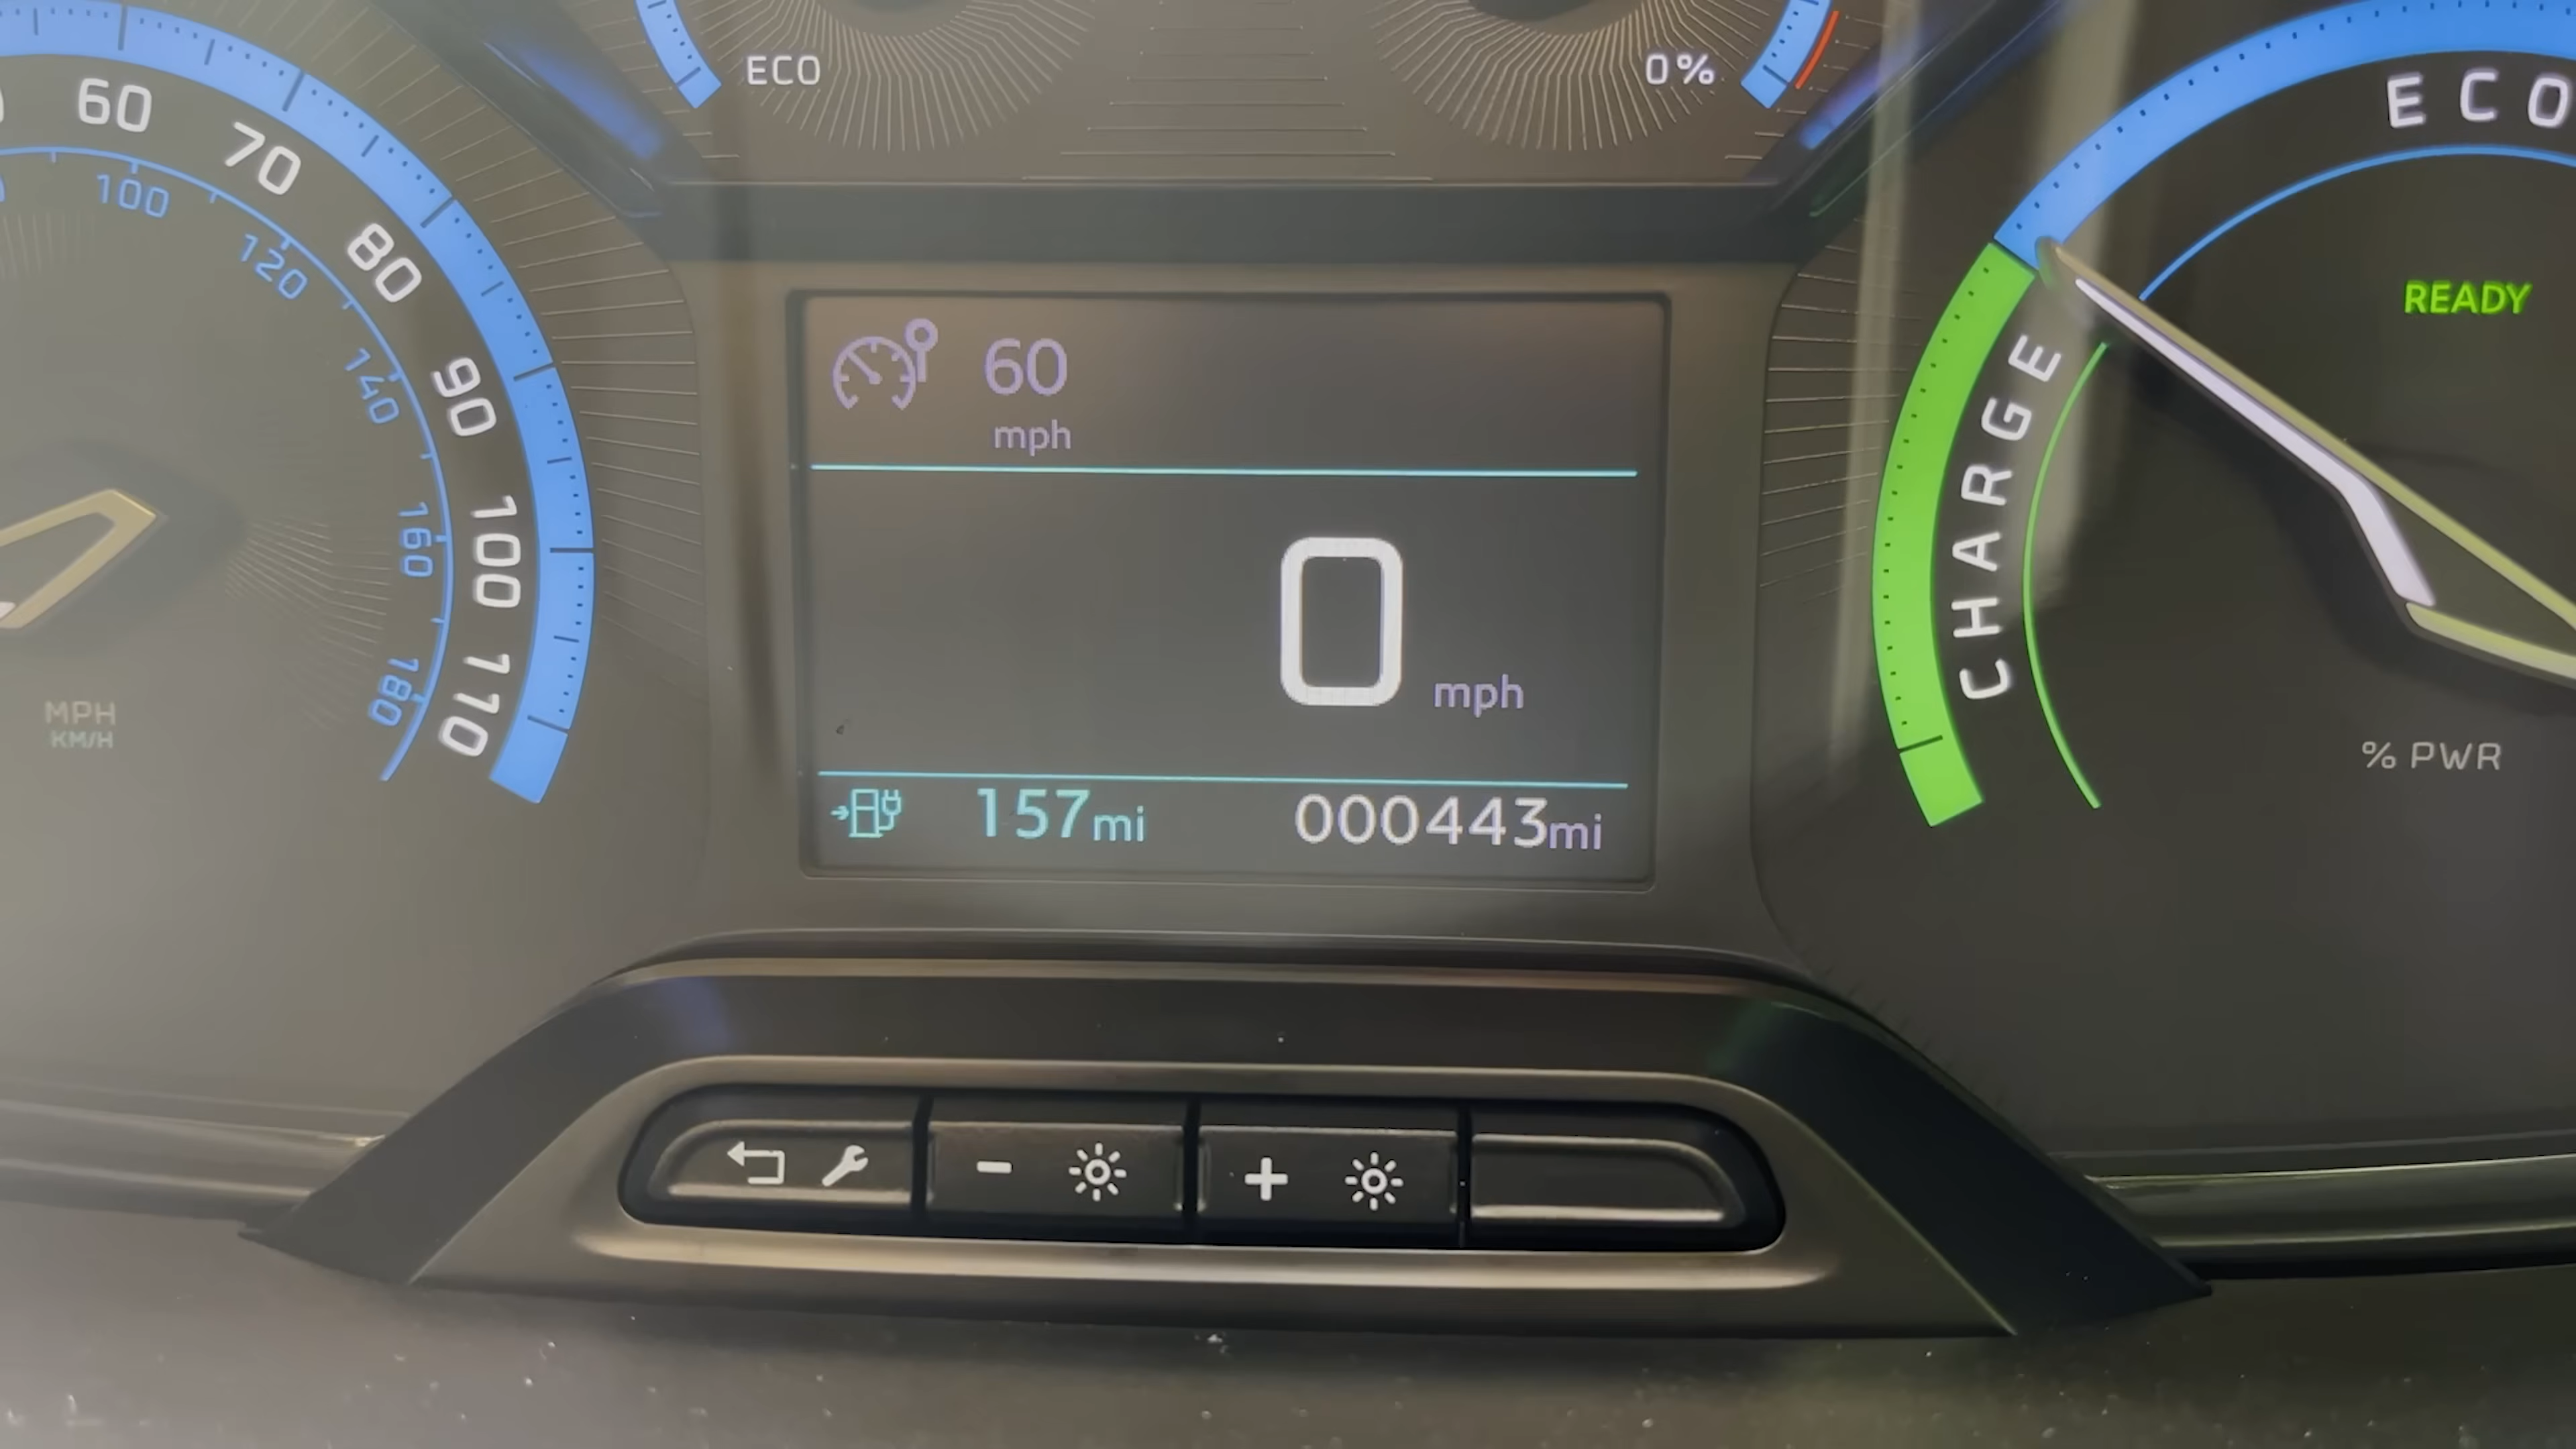 ECO
0%
60
70
80
90
100
110
100
120
140
160
180
MPH
KM/H
60
mph
0 mph
157mi
000443mi
ECO
CHARGE
READY
% PWR